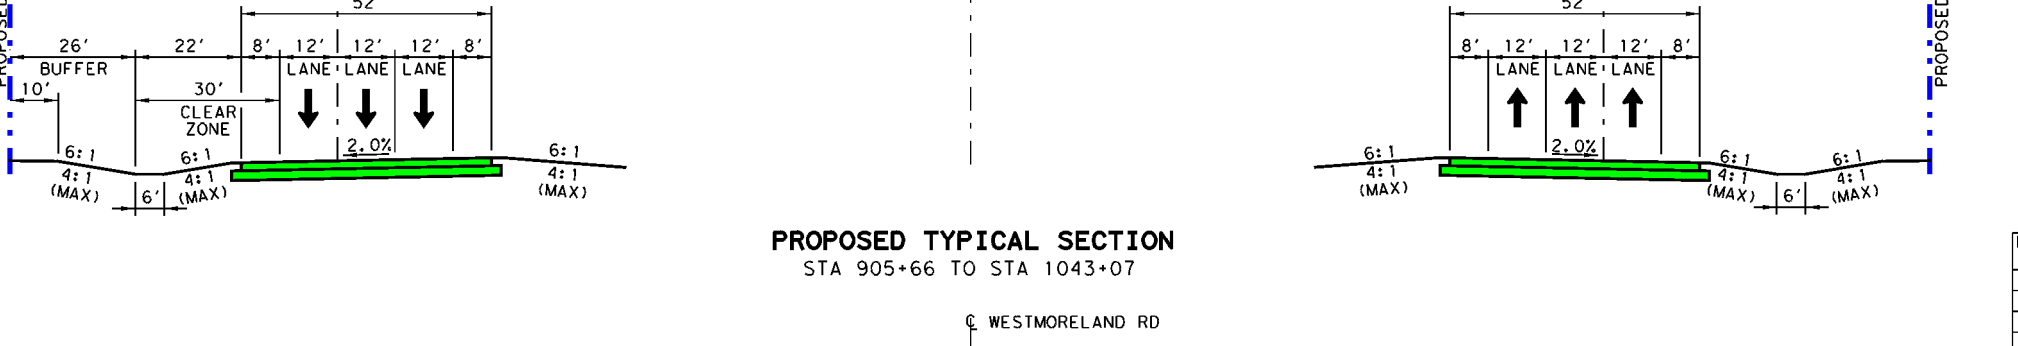 PROPOSED
52'
26' 22' 8' 12' 12' 12' 8'
BUFFER LANE LANE LANE
10' 30'
CLEAR
ZONE
2.0%
6:1 6:1 6:1
4:1 4:1 4:1
(MAX) (MAX) (MAX)
6'
52'
8' 12' 12' 12' 8'
LANE LANE LANE
2.0%
6:1 6:1 6:1
4:1 4:1 4:1
(MAX) (MAX) (MAX)
6'
PROPOSED
PROPOSED TYPICAL SECTION
STA 905+66 TO STA 1043+07
℄ WESTMORELAND RD